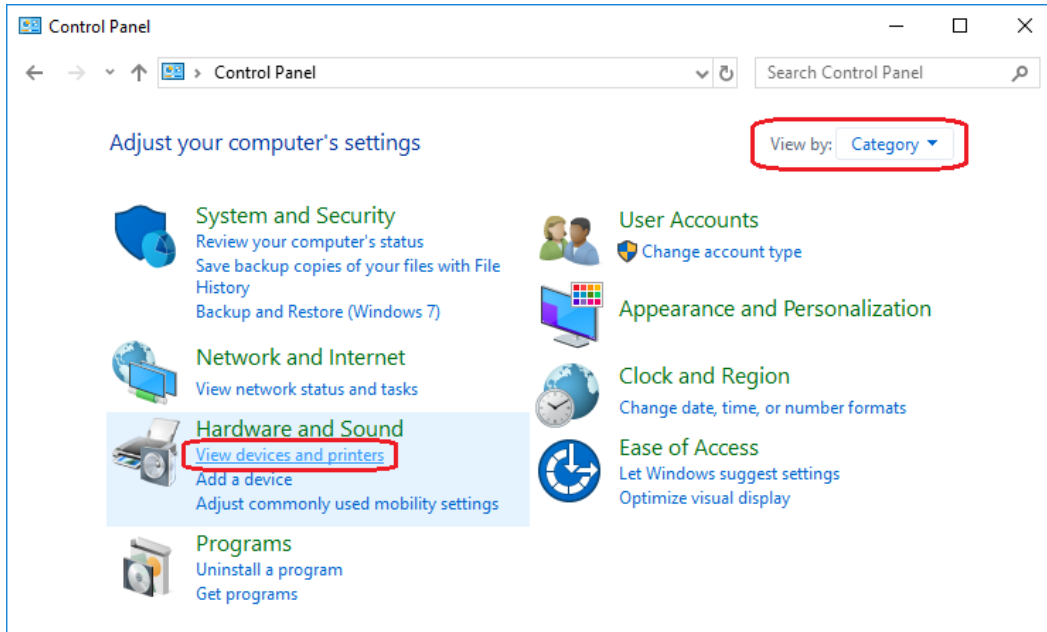 Control Panel
Control Panel
Search Control Panel
Adjust your computer's settings
View by: Category
System and Security
Review your computer's status
Save backup copies of your files with File
History
Backup and Restore (Windows 7)
Network and Internet
View network status and tasks
Hardware and Sound
View devices and printers
Add a device
Adjust commonly used mobility settings
Programs
Uninstall a program
Get programs
User Accounts
Change account type
Appearance and Personalization
Clock and Region
Change date, time, or number formats
Ease of Access
Let Windows suggest settings
Optimize visual display